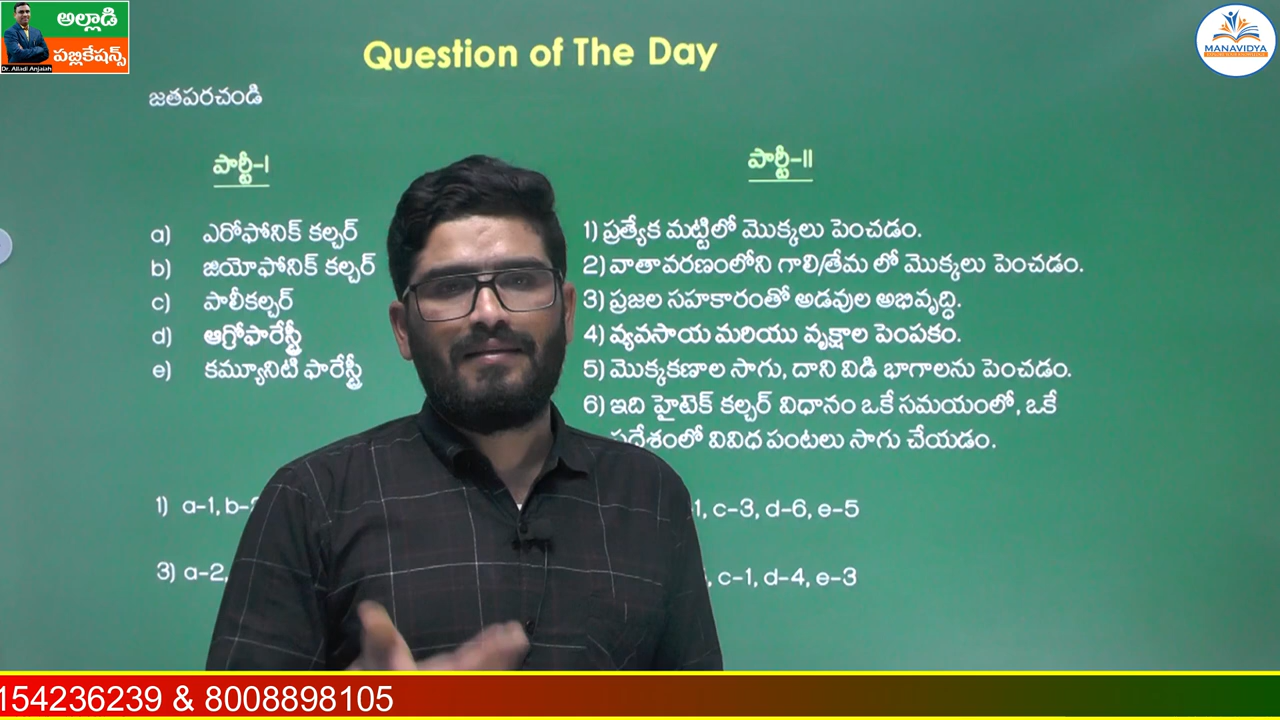 అల్లాడి
పబ్లికేషన్స్
Dr. Alladi Anjaiah
MANAVIDYA
Question of The Day
జతపరచండి
పార్ట్-I
పార్ట్-II
a) ఎరోఫోనిక్ కల్చర్
1) ప్రత్యేక మట్టిలో మొక్కలు పెంచడం.
b) జియోఫోనిక్ కల్చర్
2) వాతావరణంలోని గాలి/తేమ లో మొక్కలు పెంచడం.
c) పాలీకల్చర్
3) ప్రజల సహకారంతో అడవుల అభివృద్ధి.
d) ఆగ్రోఫారేస్ట్రీ
4) వ్యవసాయ మరియు వృక్షాల పెంపకం.
e) కమ్యూనిటీ ఫారేస్ట్రీ
5) మొక్కకణాల సాగు, దాని విడి భాగాలను పెంచడం.
6) ఇది హైటెక్ కల్చర్ విధానం ఒకే సమయంలో, ఒకే
వివిధ పంటలు సాగు చేయడం.
1) a-1,
1, c-3, d-6, e-5
3) a-2,
, c-1, d-4, e-3
154236239 & 8008898105